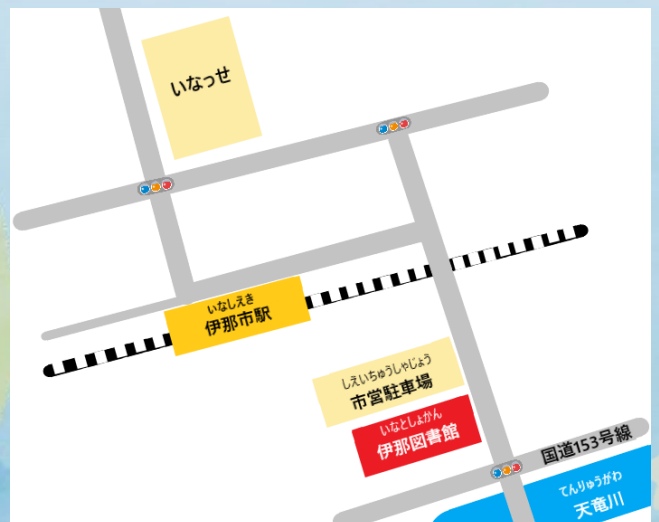 いなっせ
いなしえき
伊那市駅
しえいちゅうしゃじょう
市営駐車場
いなとしょかん
伊那図書館
国道153号線
てんりゅうがわ
天竜川